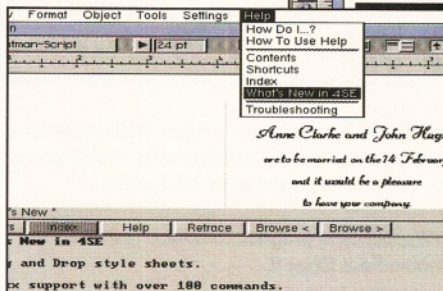 Format Object Tools Settings Help
24 pt
How Do I...?
How To Use Help
Contents
Shortcuts
Index
What's New in 4SE
Troubleshooting
Anne Clarke and John
are to be married on the 14
and it would be a pleasure
to have your company.
's New "
Index Help Retrace Browse < Browse >
New in 4SE
and Drop style sheets.
support with over 100 commands.